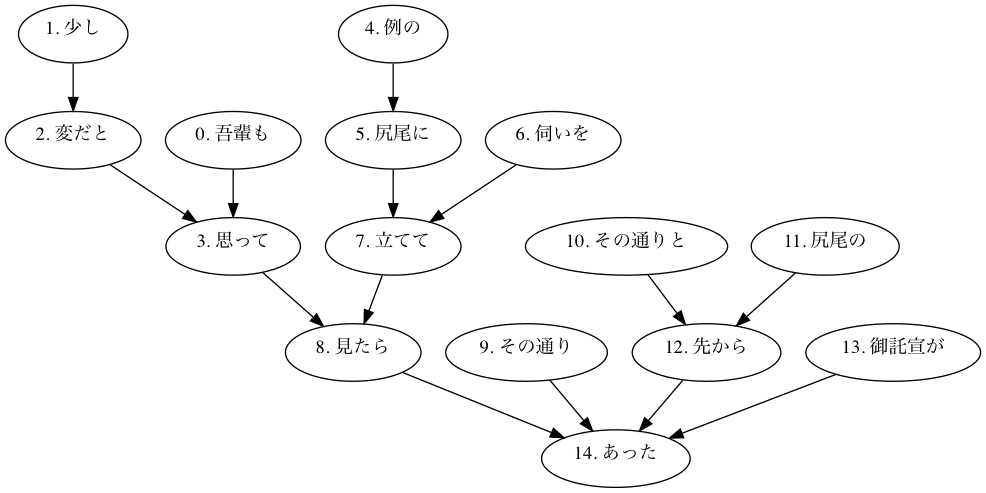 1. 少し
4. 例の
2. 変だと
0. 吾輩も
5. 尻尾に
6. 伺いを
3. 思って
7. 立てて
10. その通りと
11. 尻尾の
8. 見たら
9. その通り
12. 先から
13. 御託宣が
14. あった